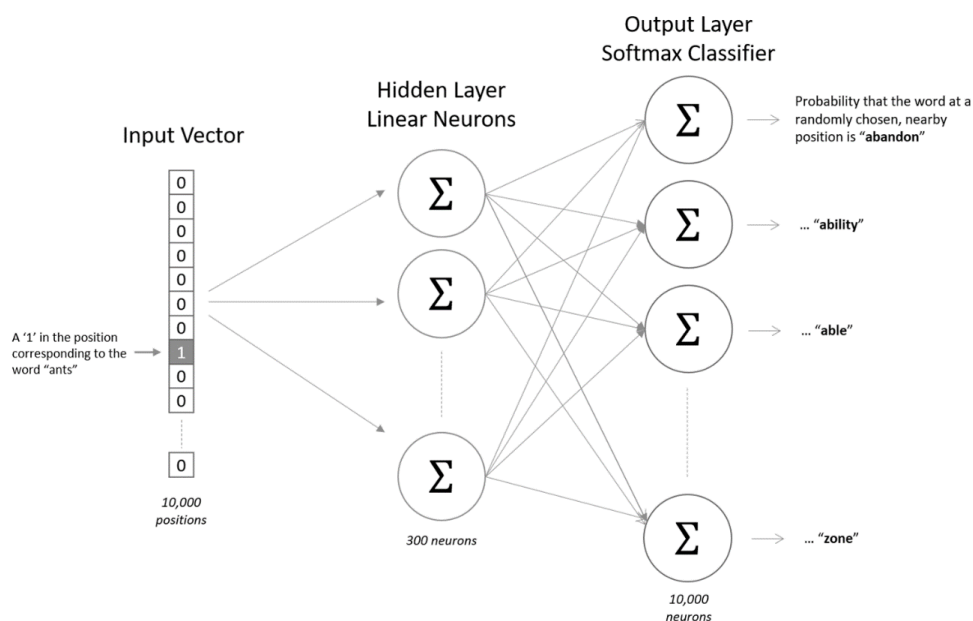 Output Layer
Softmax Classifier
Hidden Layer
Linear Neurons
Input Vector
0
0
0
0
0
0
0
1
0
0
0
A ‘1’ in the position
corresponding to the
word “ants”
10,000
positions
Σ
Σ
Σ
300 neurons
Σ
Σ
Σ
Σ
10,000
neurons
Probability that the word at a
randomly chosen, nearby
position is “abandon”
... “ability”
... “able”
... “zone”